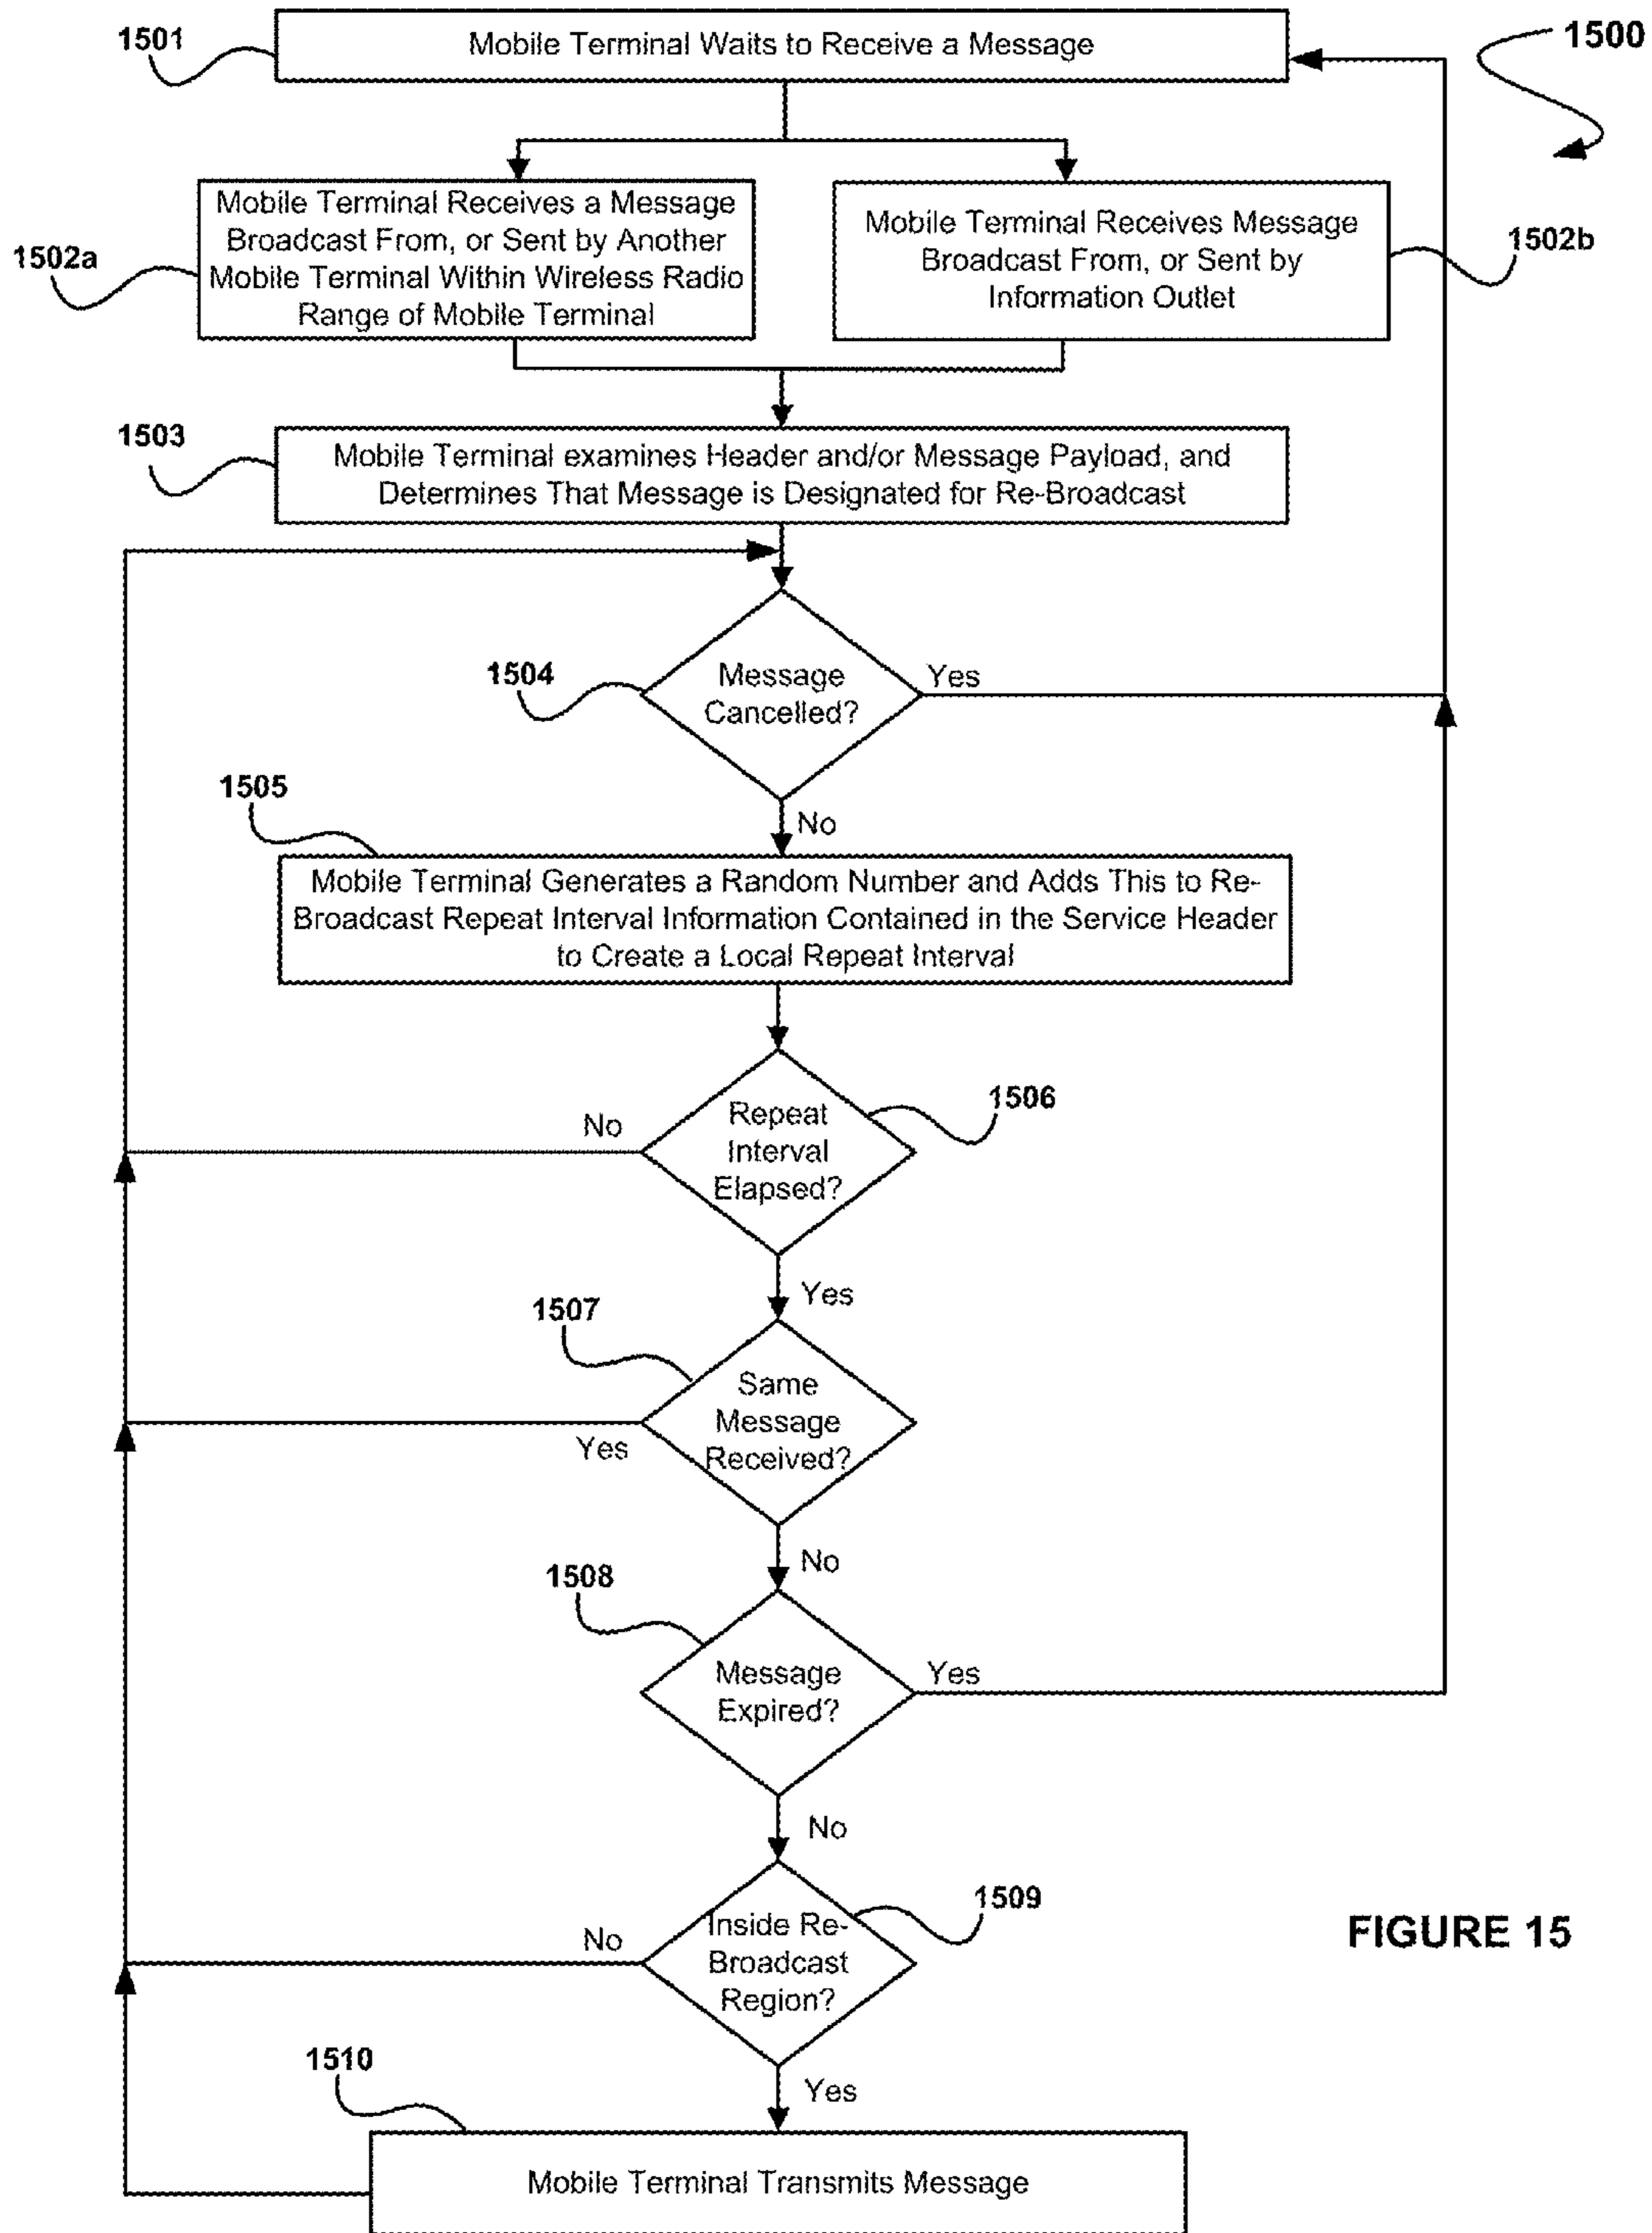 1500
1501
Mobile Terminal Waits to Receive a Message
1502a
Mobile Terminal Receives a Message
Broadcast From, or Sent by Another
Mobile Terminal Within Wireless Radio
Range of Mobile Terminal
Mobile Terminal Receives Message
Broadcast From, or Sent by
Information Outlet
1502b
1503
Mobile Terminal examines Header and/or Message Payload, and
Determines That Message is Designated for Re-Broadcast
1504
Message
Cancelled?
Yes
No
1505
Mobile Terminal Generates a Random Number and Adds This to Re-
Broadcast Repeat Interval Information Contained in the Service Header
to Create a Local Repeat Interval
1506
Repeat
Interval
Elapsed?
No
Yes
1507
Same
Message
Received?
Yes
No
1508
Message
Expired?
Yes
No
1509
Inside Re-
Broadcast
Region?
No
Yes
1510
Mobile Terminal Transmits Message
FIGURE 15